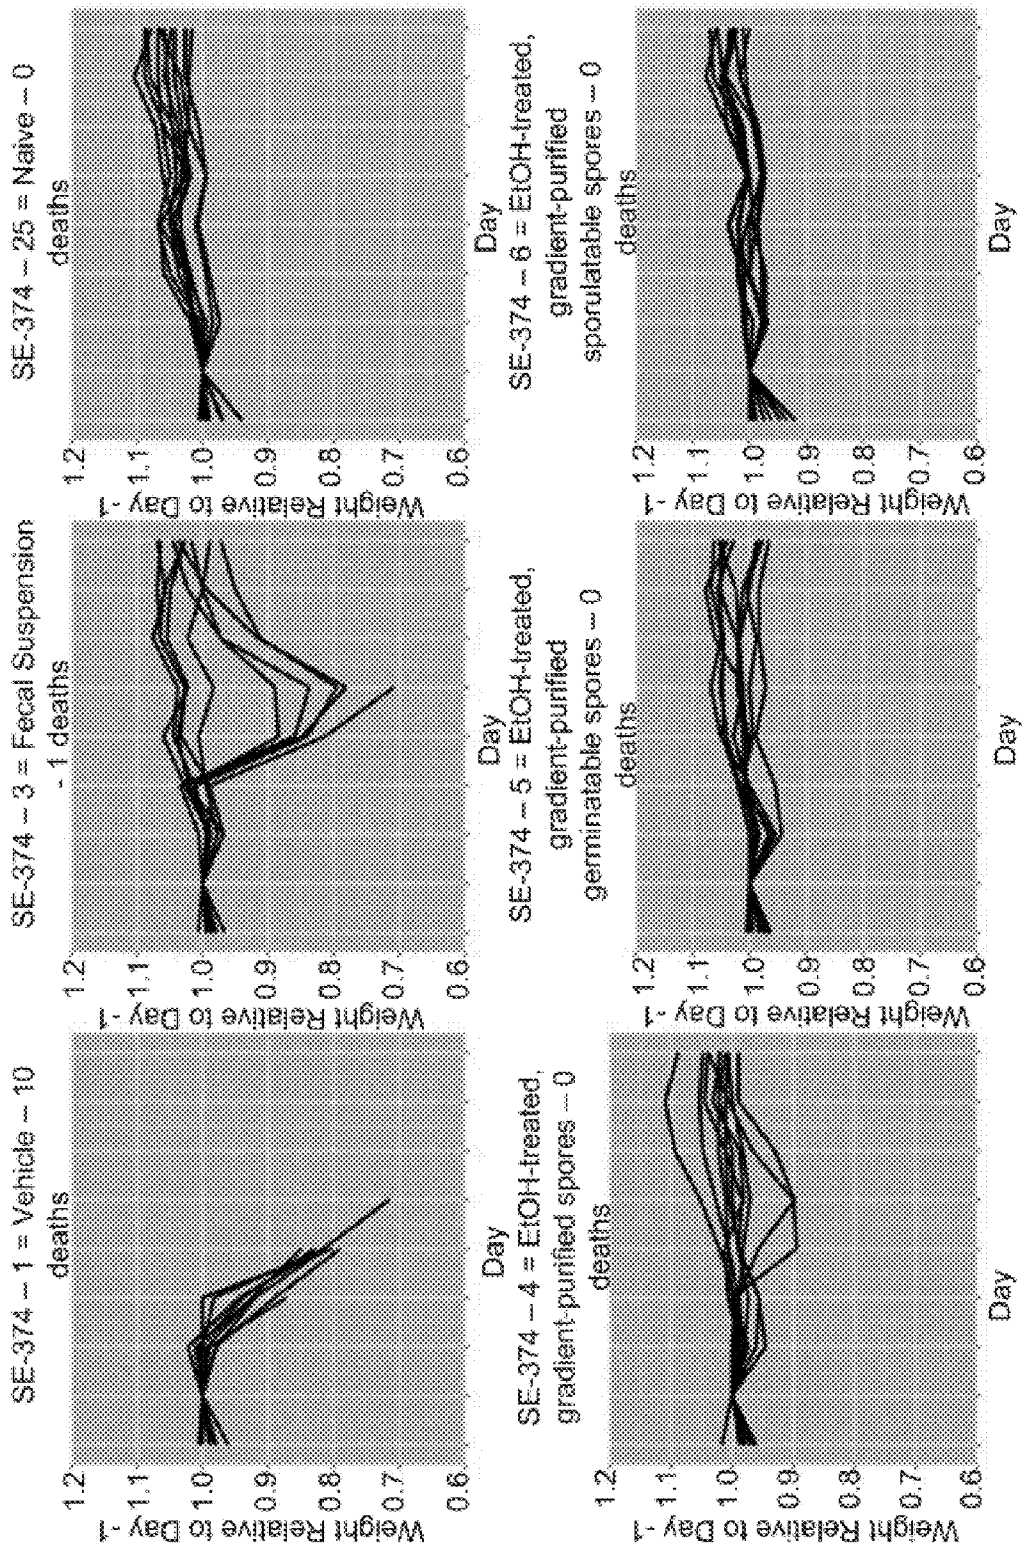 SE-374 – 1 = Vehicle – 10
deaths
Weight Relative to Day -1
1.2
1.1
1.0
0.9
0.8
0.7
0.6
Day
SE-374 – 3 = Fecal Suspension
- 1 deaths
Weight Relative to Day -1
1.2
1.1
1.0
0.9
0.8
0.7
0.6
Day
SE-374 – 25 = Naive – 0
deaths
Weight Relative to Day -1
1.2
1.1
1.0
0.9
0.8
0.7
0.6
Day
SE-374 – 4 = EtOH-treated,
gradient-purified spores – 0
deaths
Weight Relative to Day -1
1.2
1.1
1.0
0.9
0.8
0.7
0.6
Day
SE-374 – 5 = EtOH-treated,
gradient-purified
germinatable spores – 0
deaths
Weight Relative to Day -1
1.2
1.1
1.0
0.9
0.8
0.7
0.6
Day
SE-374 – 6 = EtOH-treated,
gradient-purified
sporulatable spores – 0
deaths
Weight Relative to Day -1
1.2
1.1
1.0
0.9
0.8
0.7
0.6
Day